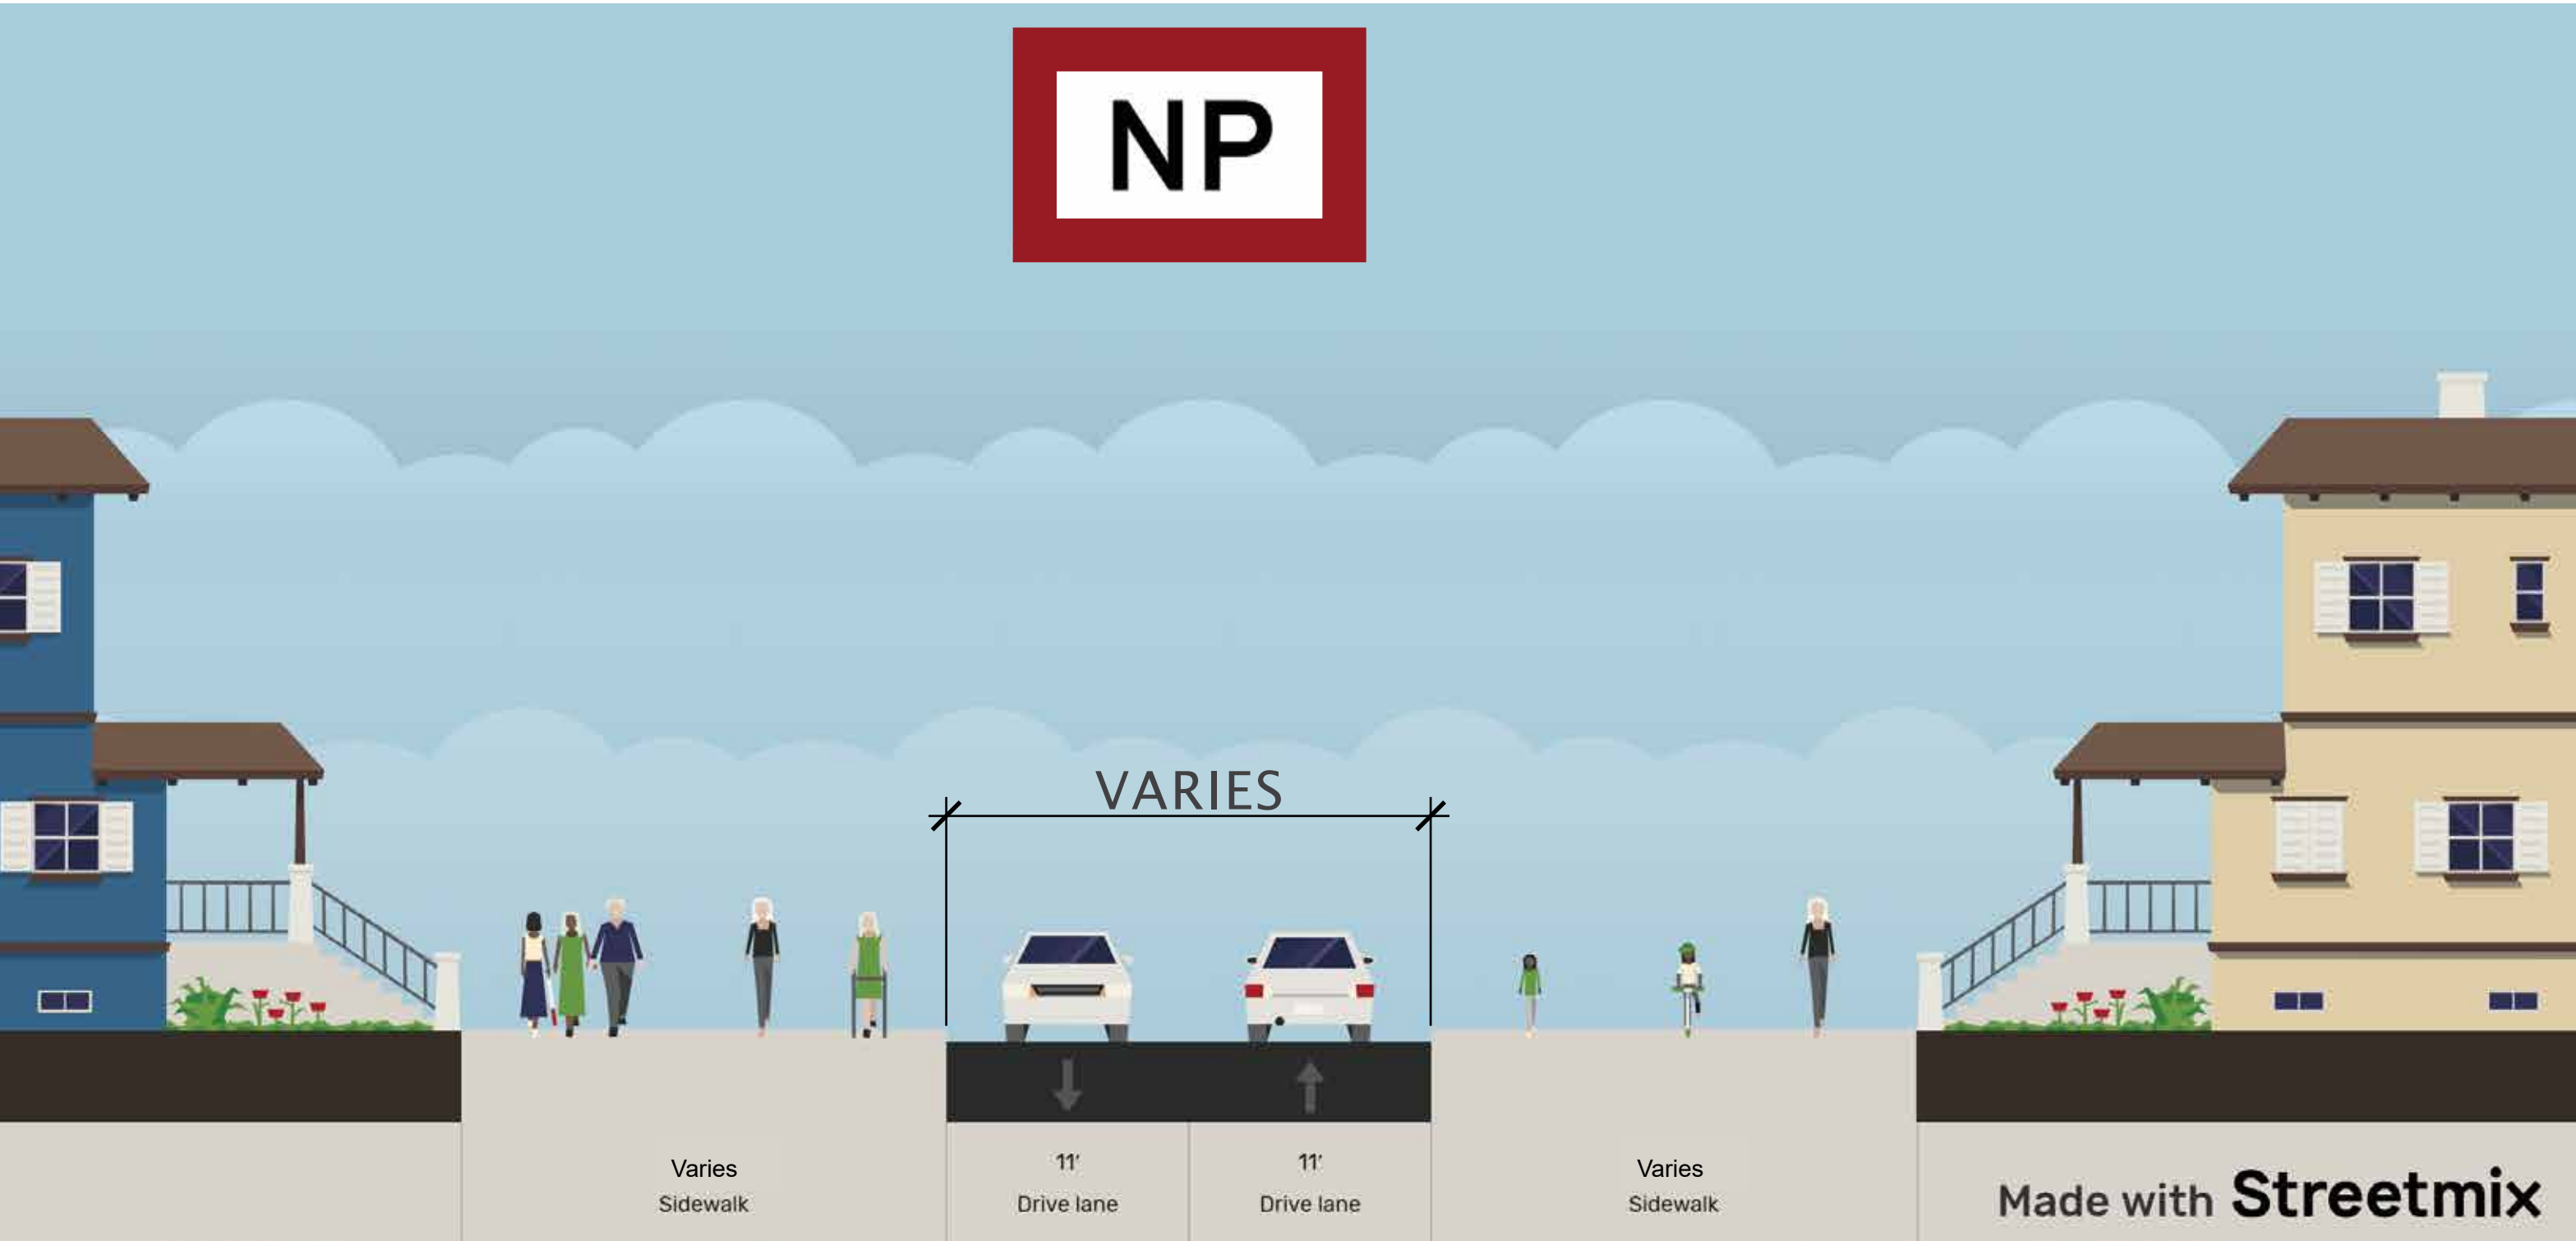 NP
VARIES
Varies
Sidewalk
11'
Drive lane
11'
Drive lane
Varies
Sidewalk
Made with Streetmix